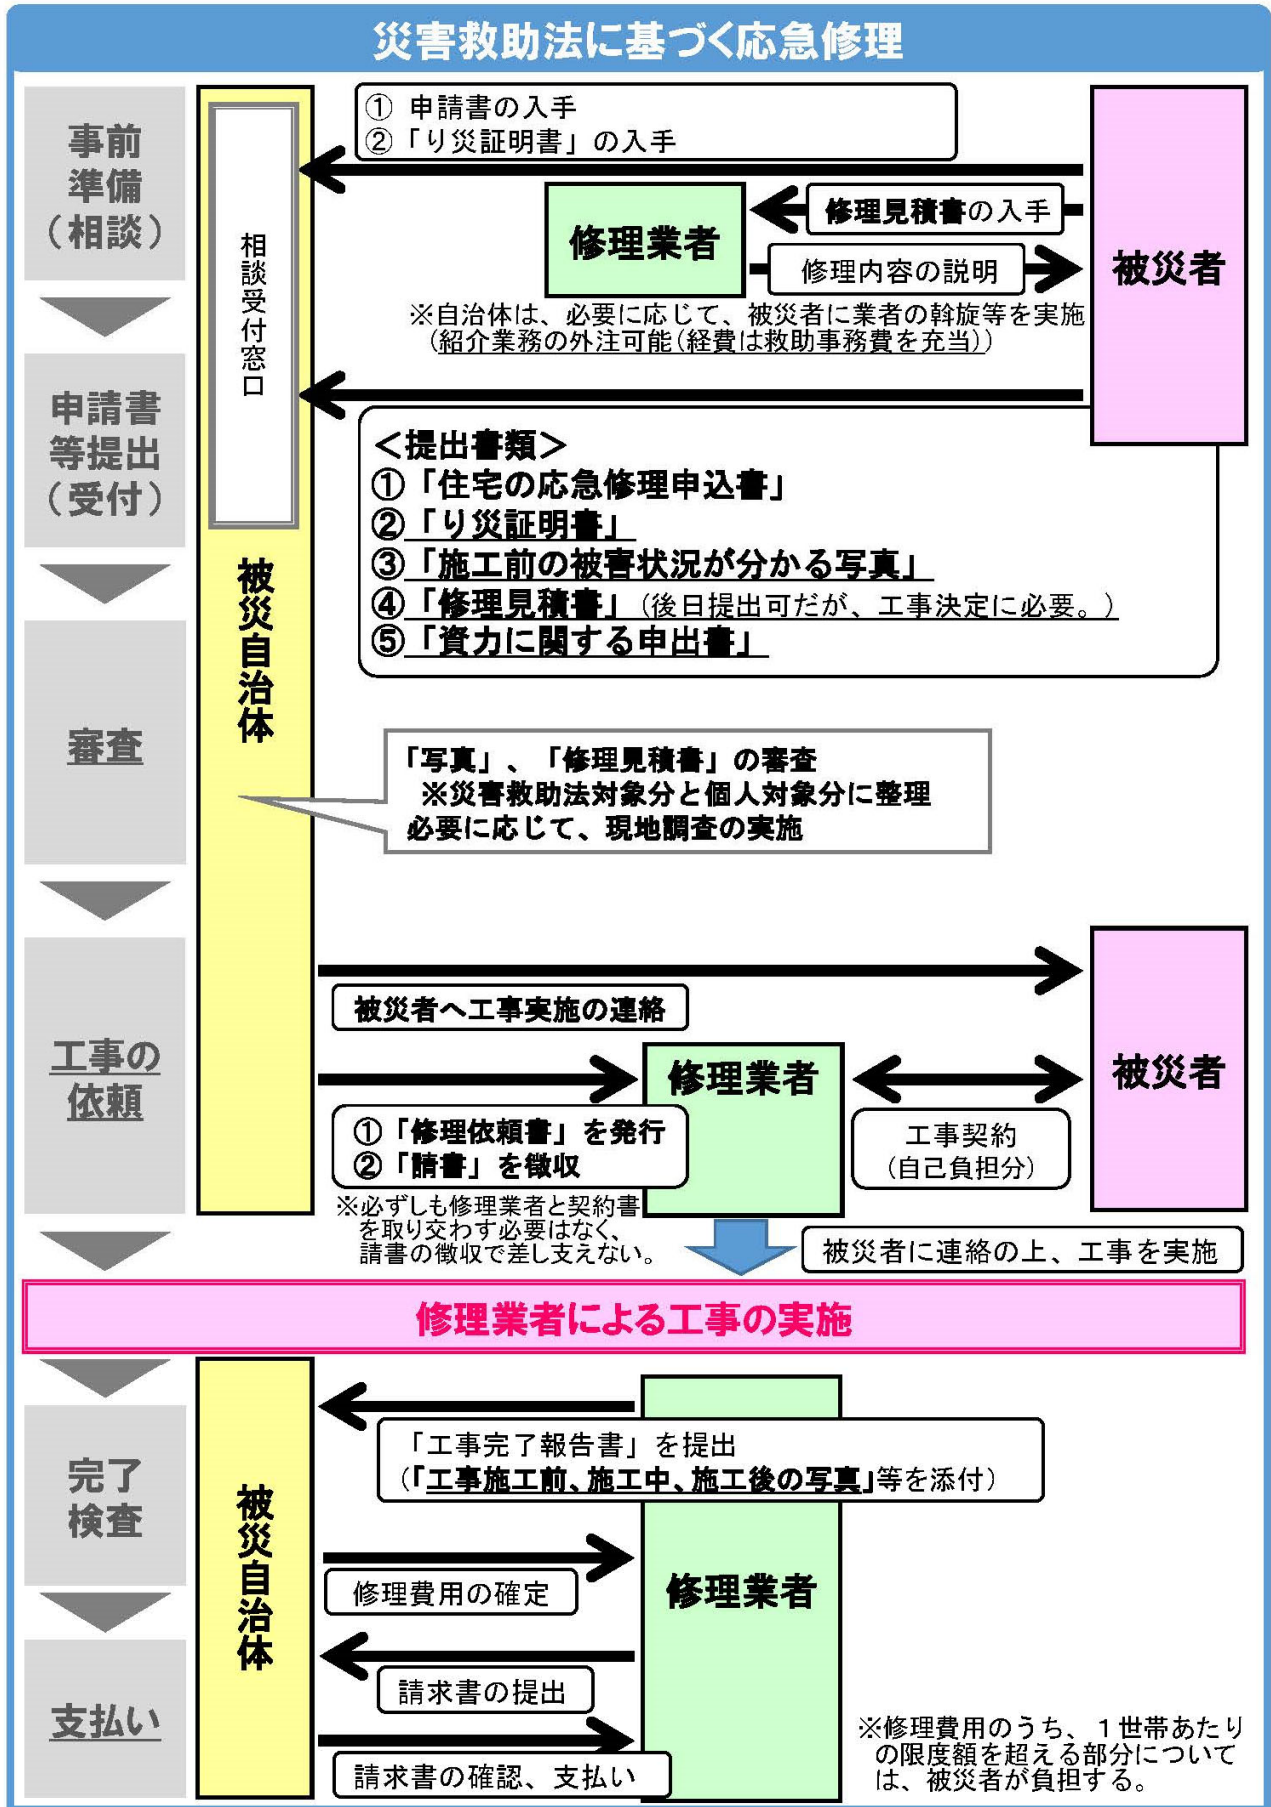 災害救助法に基づく応急修理
事前
準備
（相談）
① 申請書の入手
②「り災証明書」の入手
相談受付窓口
修理業者
修理見積書の入手
修理内容の説明
被災者
※自治体は、必要に応じて、被災者に業者の斡旋等を実施
（紹介業務の外注可能（経費は救助事務費を充当））
申請書
等提出
（受付）
＜提出書類＞
①「住宅の応急修理申込書」
②「り災証明書」
③「施工前の被害状況が分かる写真」
④「修理見積書」（後日提出可だが、工事決定に必要。）
⑤「資力に関する申出書」
被災自治体
審査
「写真」、「修理見積書」の審査
※災害救助法対象分と個人対象分に整理
必要に応じて、現地調査の実施
工事の
依頼
被災者へ工事実施の連絡
修理業者
被災者
①「修理依頼書」を発行
②「請書」を徴収
工事契約
（自己負担分）
※必ずしも修理業者と契約書
を取り交わす必要はなく、
請書の徴収で差し支えない。
被災者に連絡の上、工事を実施
修理業者による工事の実施
完了
検査
被災自治体
「工事完了報告書」を提出
（「工事施工前、施工中、施工後の写真」等を添付）
修理費用の確定
修理業者
請求書の提出
支払い
請求書の確認、支払い
※修理費用のうち、１世帯あたり
の限度額を超える部分について
は、被災者が負担する。